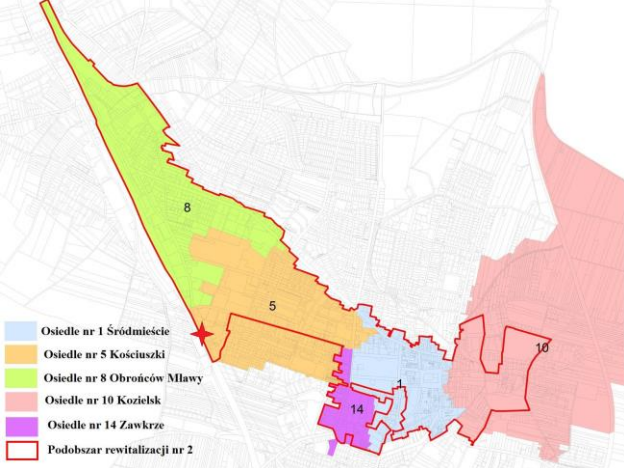 8
5
10
1
14
Osiedle nr 1 Śródmieście
Osiedle nr 5 Kościuszki
Osiedle nr 8 Obrońców Mławy
Osiedle nr 10 Kozielsk
Osiedle nr 14 Zawkrze
Podobszar rewitalizacji nr 2